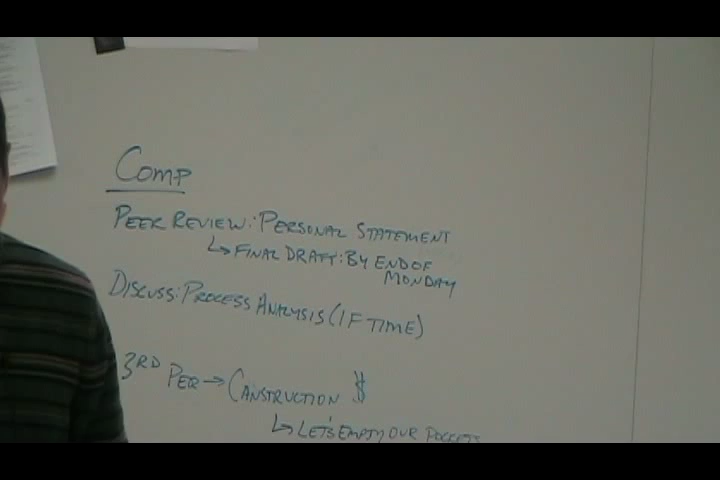 COMP
PEER REVIEW: PERSONAL STATEMENT
↳ FINAL DRAFT: BY END OF
MONDAY
DISCUSS: PROCESS ANALYSIS (IF TIME)
3RD PER → CANSTRUCTION $
↳ LET'S EMPTY OUR POCKETS